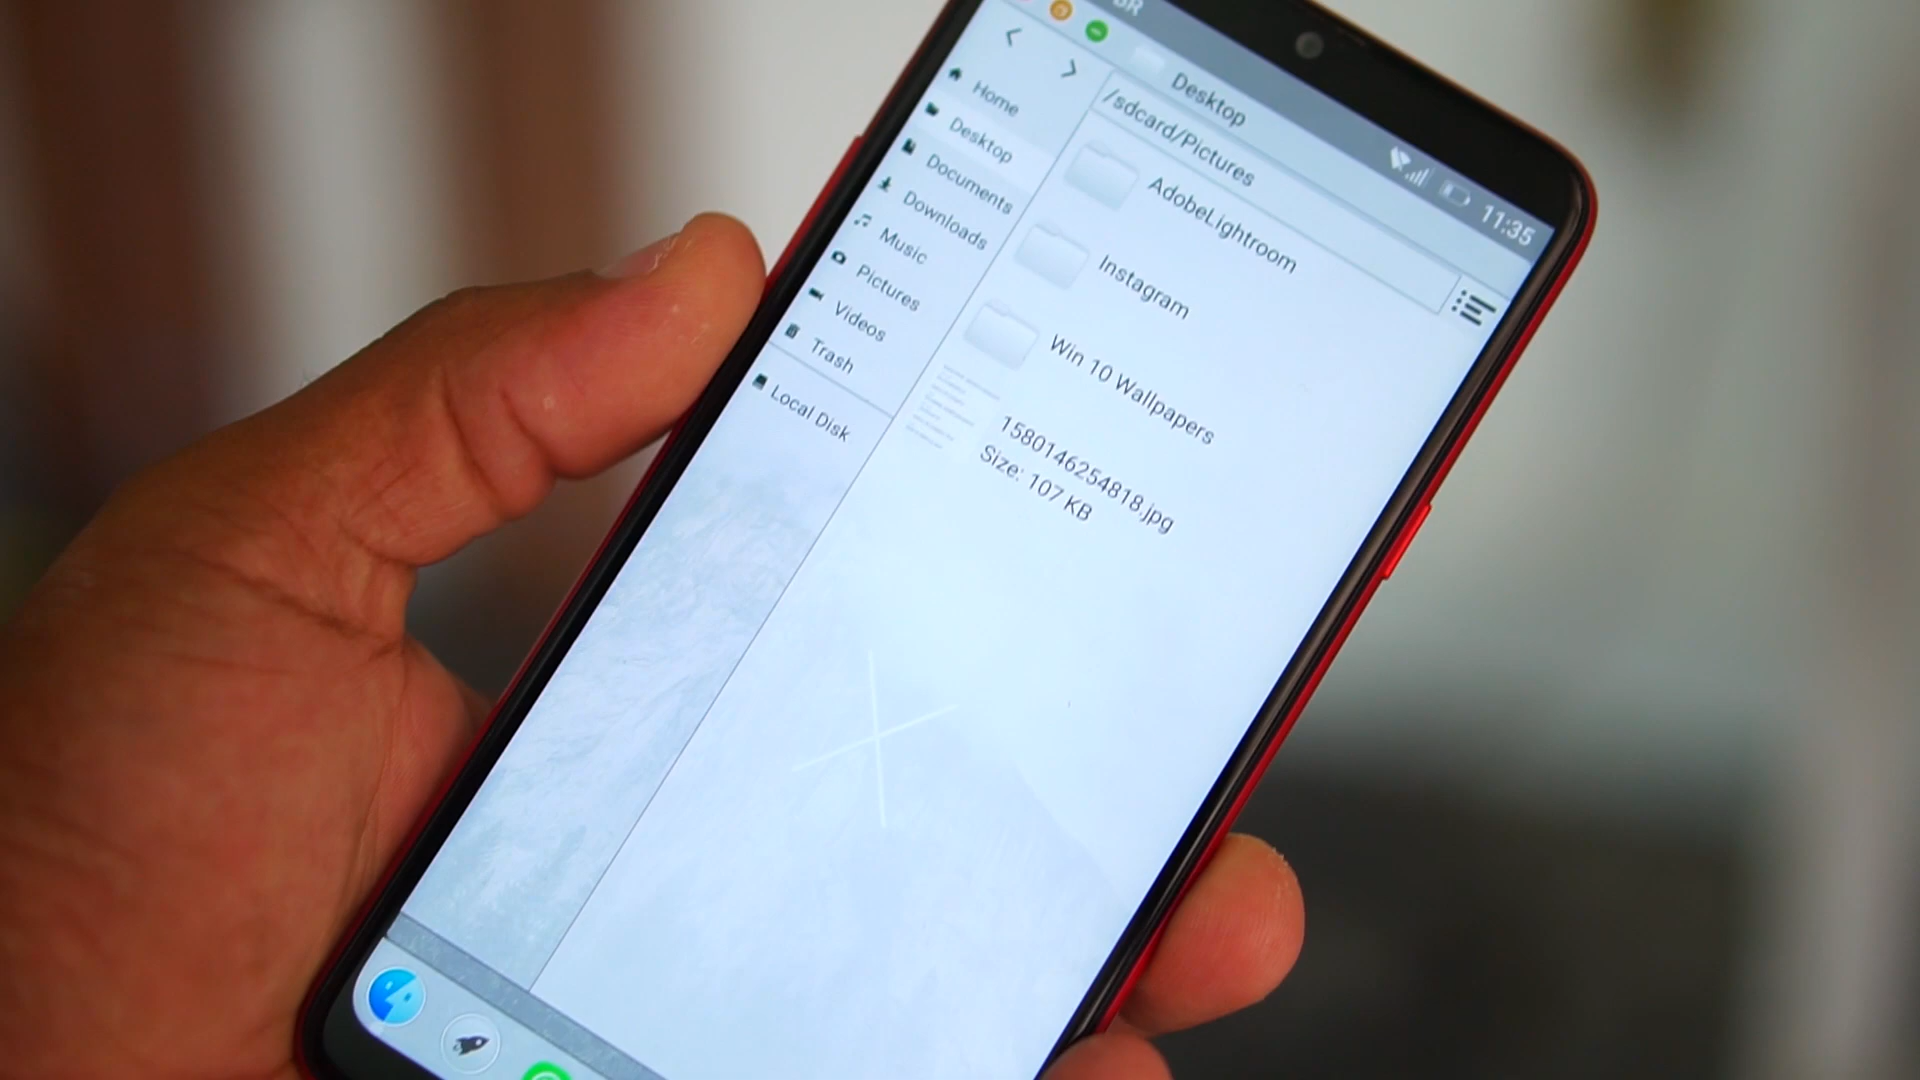 11:35
Desktop
/sdcard/Pictures
Home
Desktop
Documents
Downloads
Music
Pictures
Videos
Trash
Local Disk
AdobeLightroom
Instagram
Win 10 Wallpapers
1580146254818.jpg
Size: 107 KB